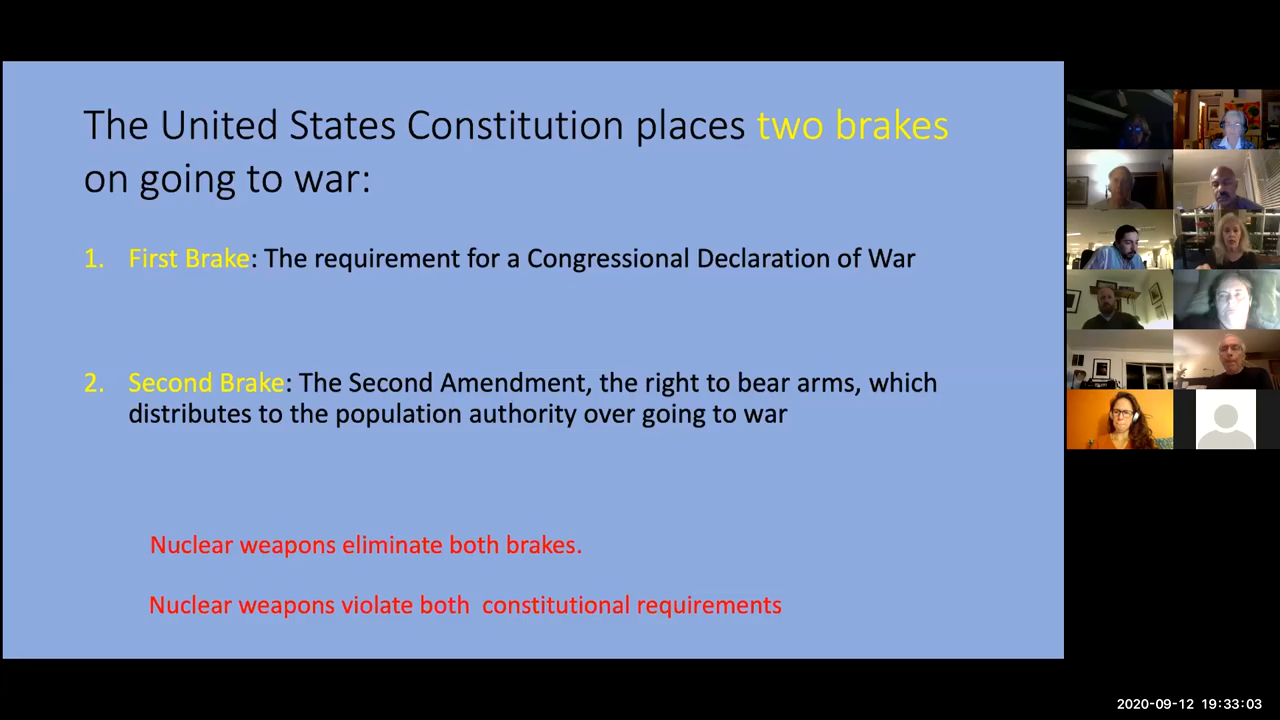 The United States Constitution places two brakes
on going to war:
1. First Brake: The requirement for a Congressional Declaration of War
2. Second Brake: The Second Amendment, the right to bear arms, which
distributes to the population authority over going to war
Nuclear weapons eliminate both brakes.
Nuclear weapons violate both  constitutional requirements
2020-09-12 19:33:03